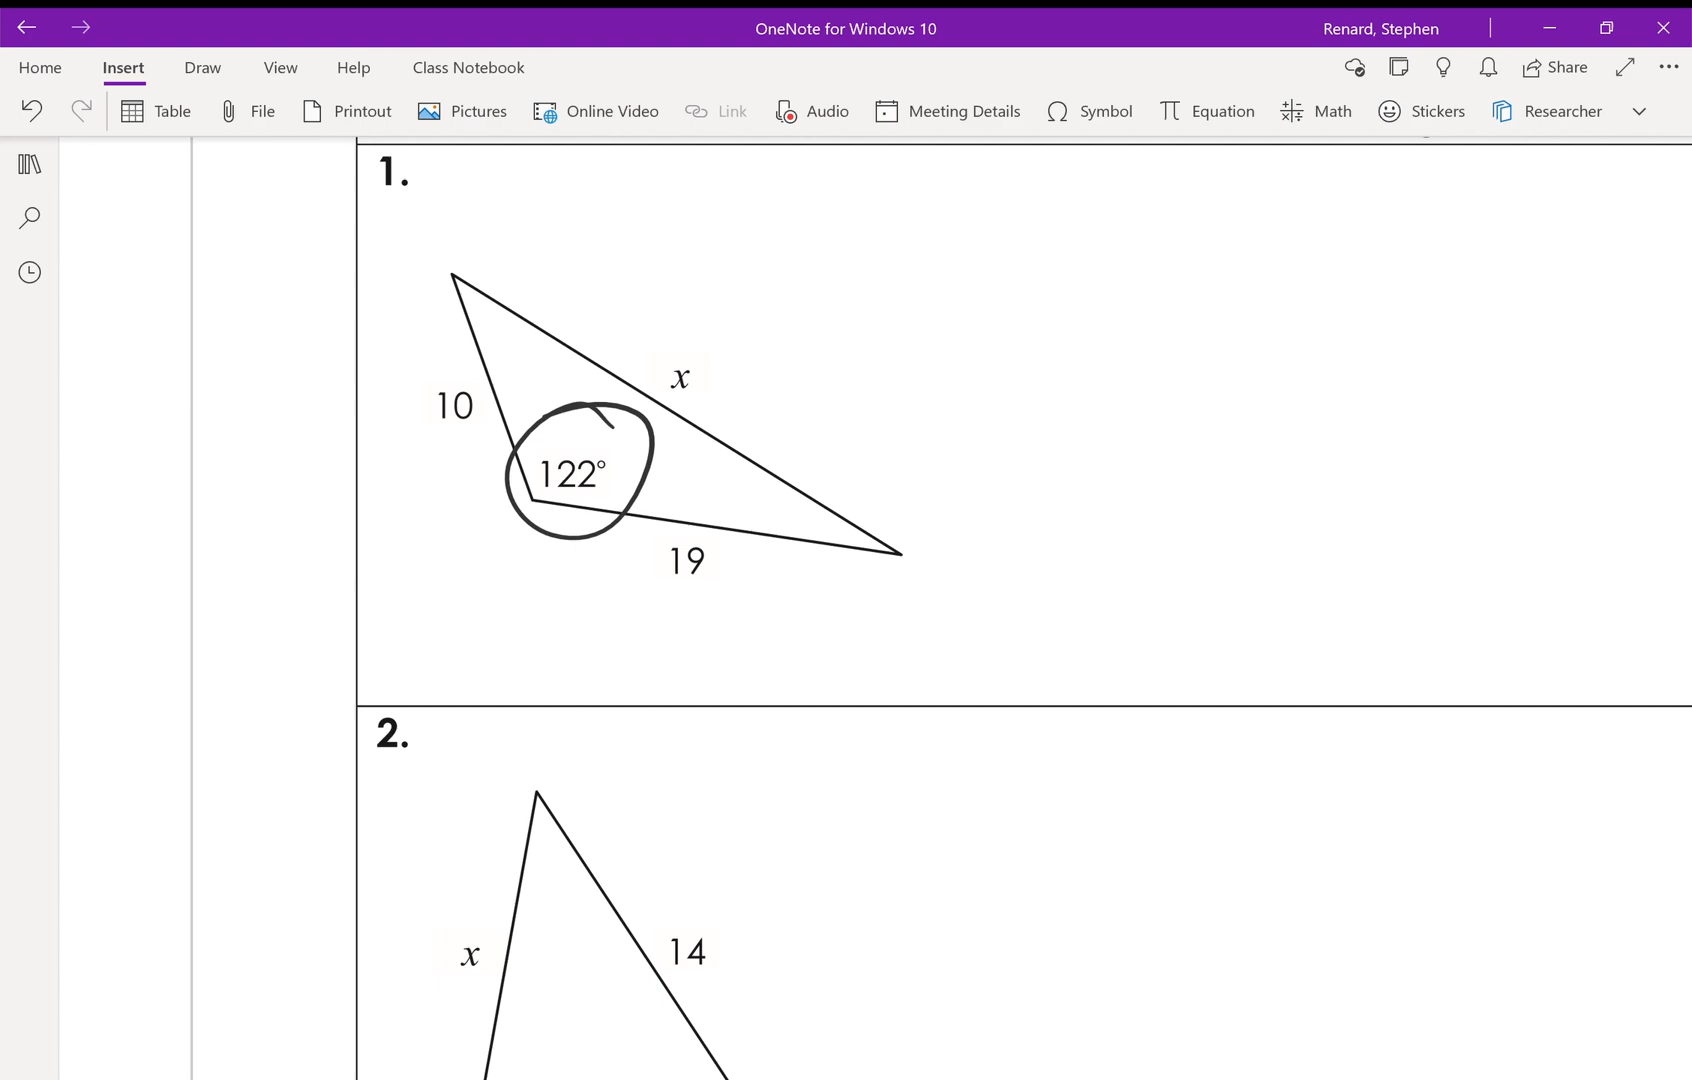 OneNote for Windows 10
Renard, Stephen
Home Insert Draw View Help Class Notebook Share
Table File Printout Pictures Online Video Link Audio Meeting Details Symbol Equation Math Stickers Researcher
1.
x
10
122°
19
2.
x
14